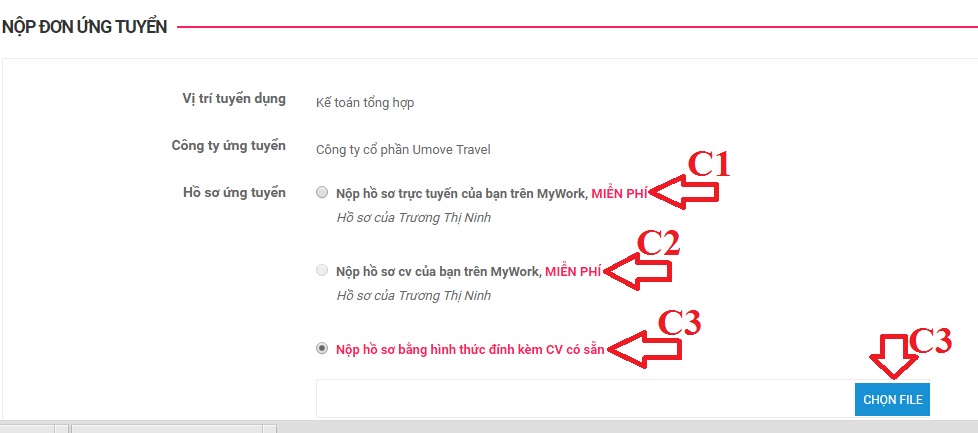 NỘP ĐƠN ỨNG TUYỂN
Vị trí tuyển dụng Kế toán tổng hợp
Công ty ứng tuyển Công ty cổ phần Umove Travel
C1
Hồ sơ ứng tuyển Nộp hồ sơ trực tuyến của bạn trên MyWork, MIỄN PHÍ
Hồ sơ của Trương Thị Ninh
C2
Nộp hồ sơ cv của bạn trên MyWork, MIỄN PHÍ
Hồ sơ của Trương Thị Ninh
C3
Nộp hồ sơ bằng hình thức đính kèm CV có sẵn
C3
CHỌN FILE